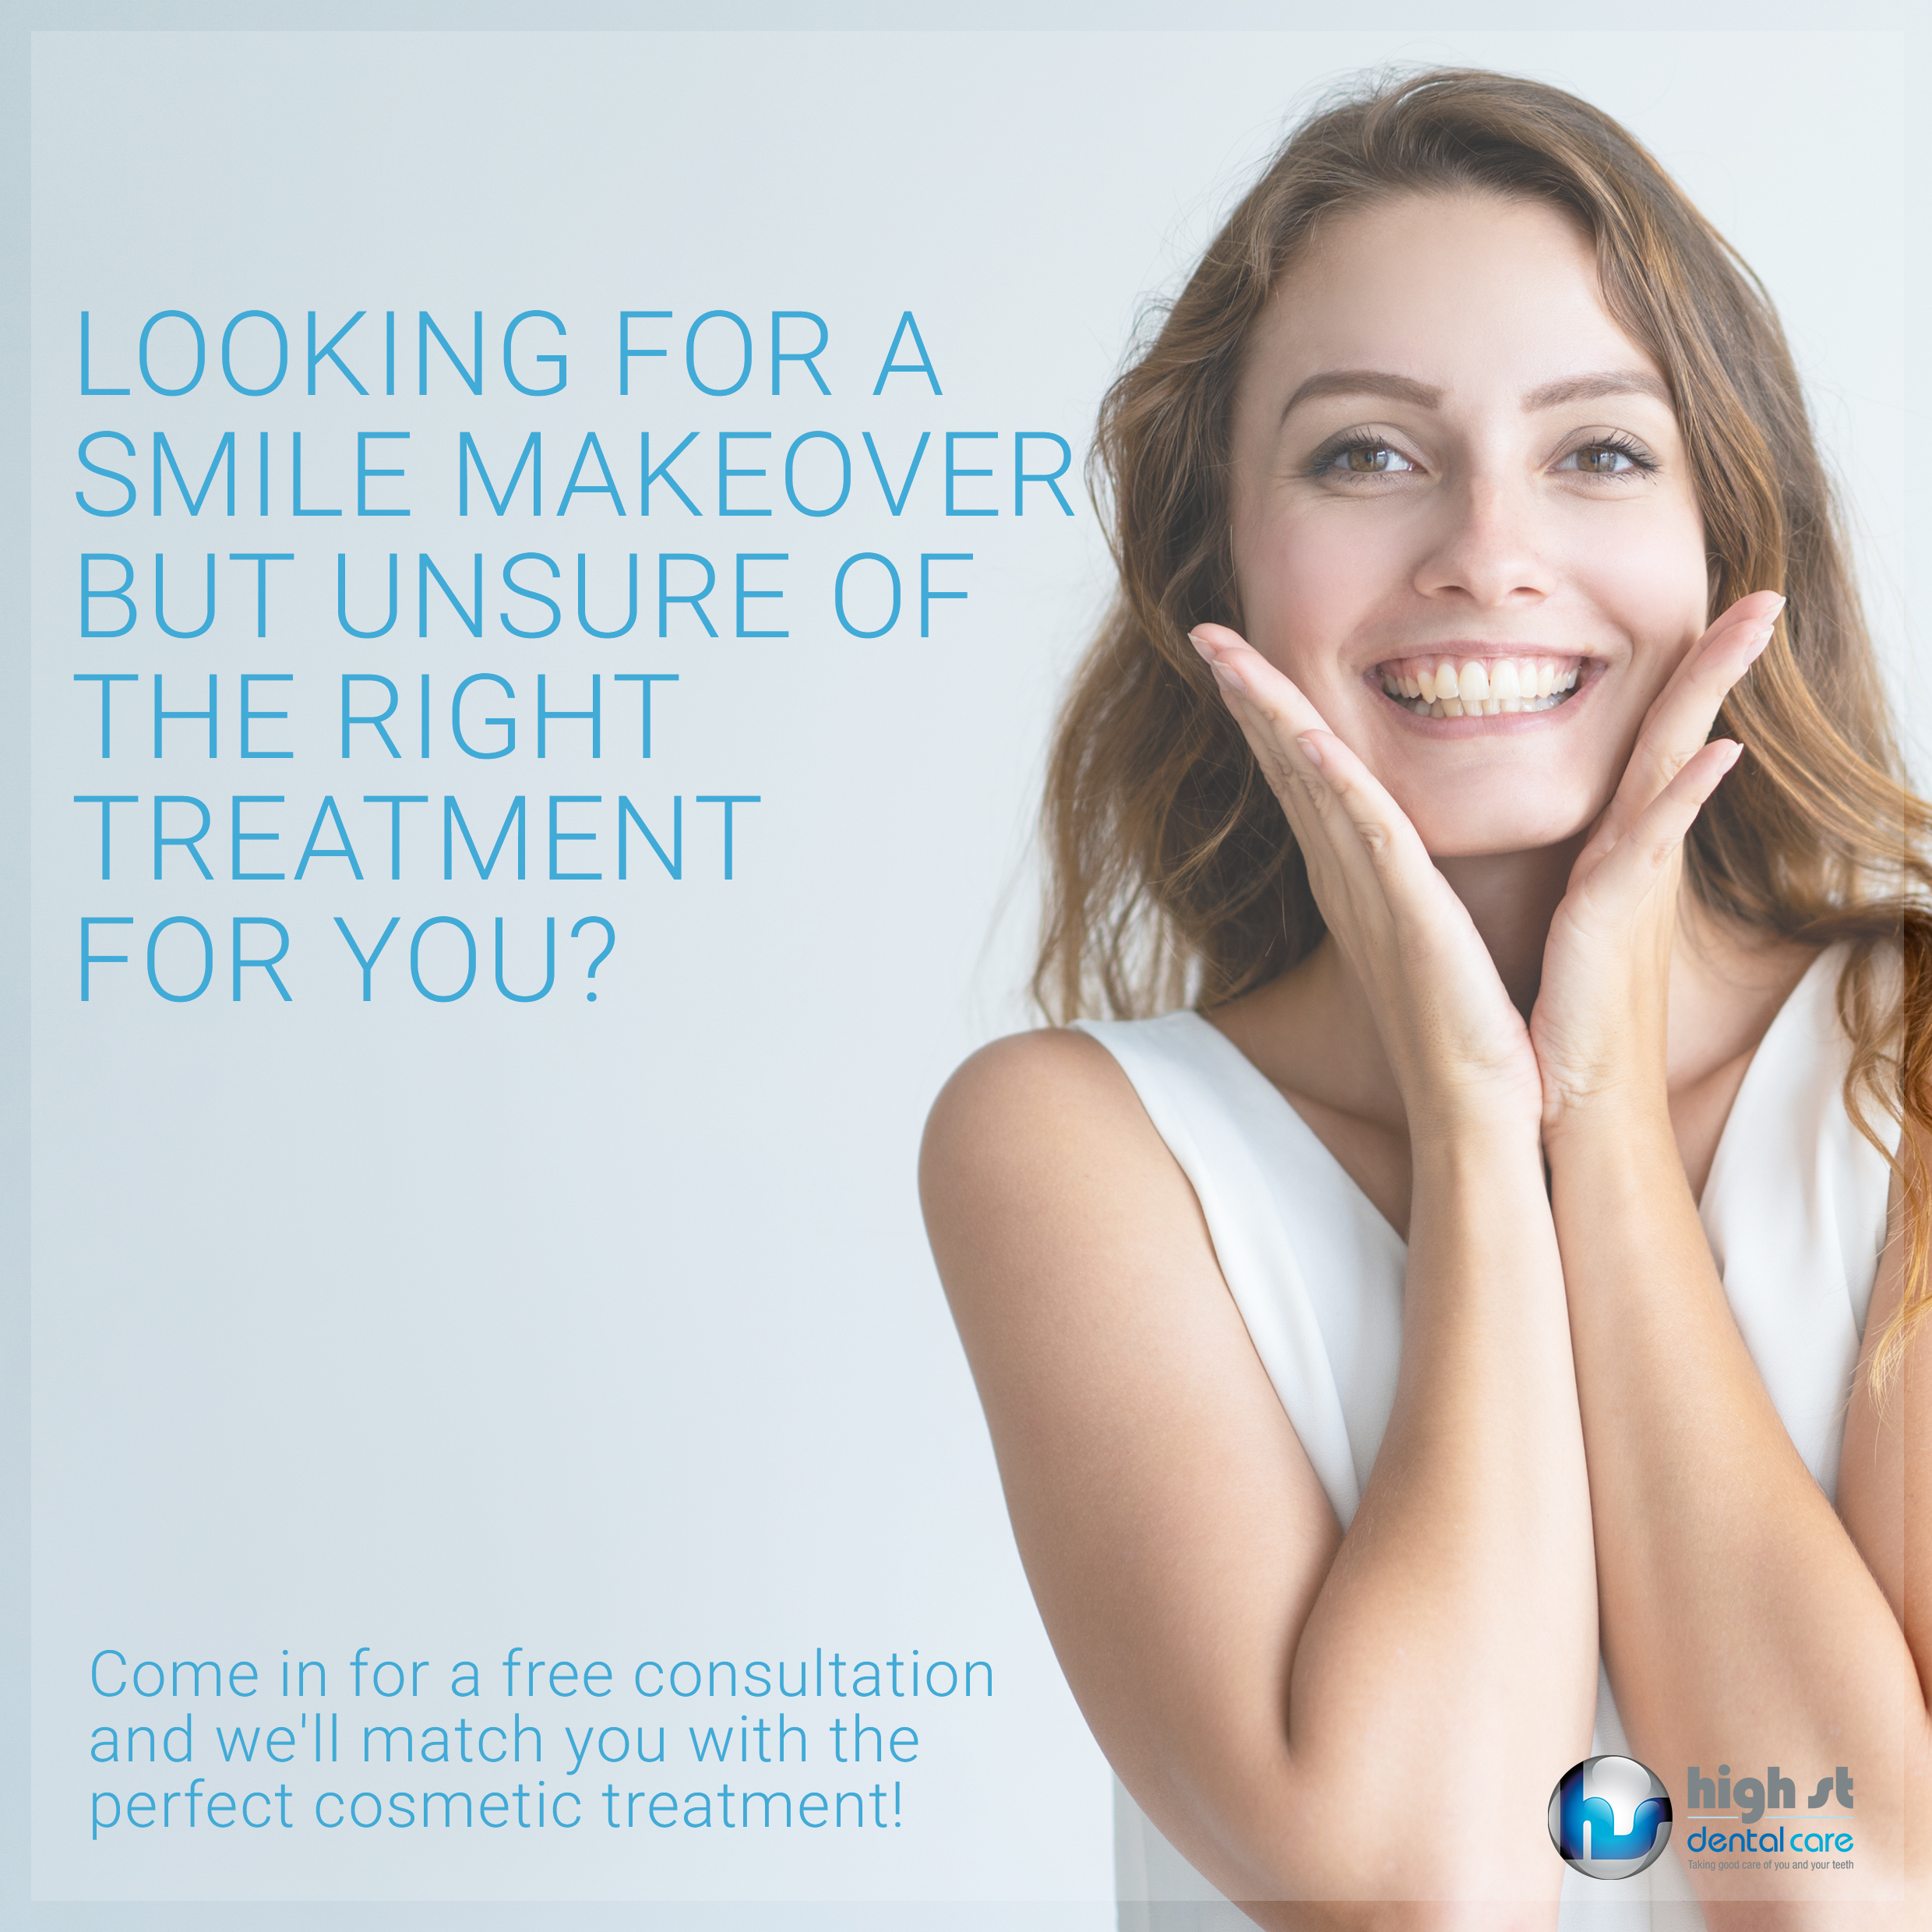 LOOKING FOR A
SMILE MAKEOVER
BUT UNSURE OF
THE RIGHT
TREATMENT
FOR YOU?
Come in for a free consultation
and we'll match you with the
perfect cosmetic treatment!
high st
dental care
Taking good care of you and your teeth